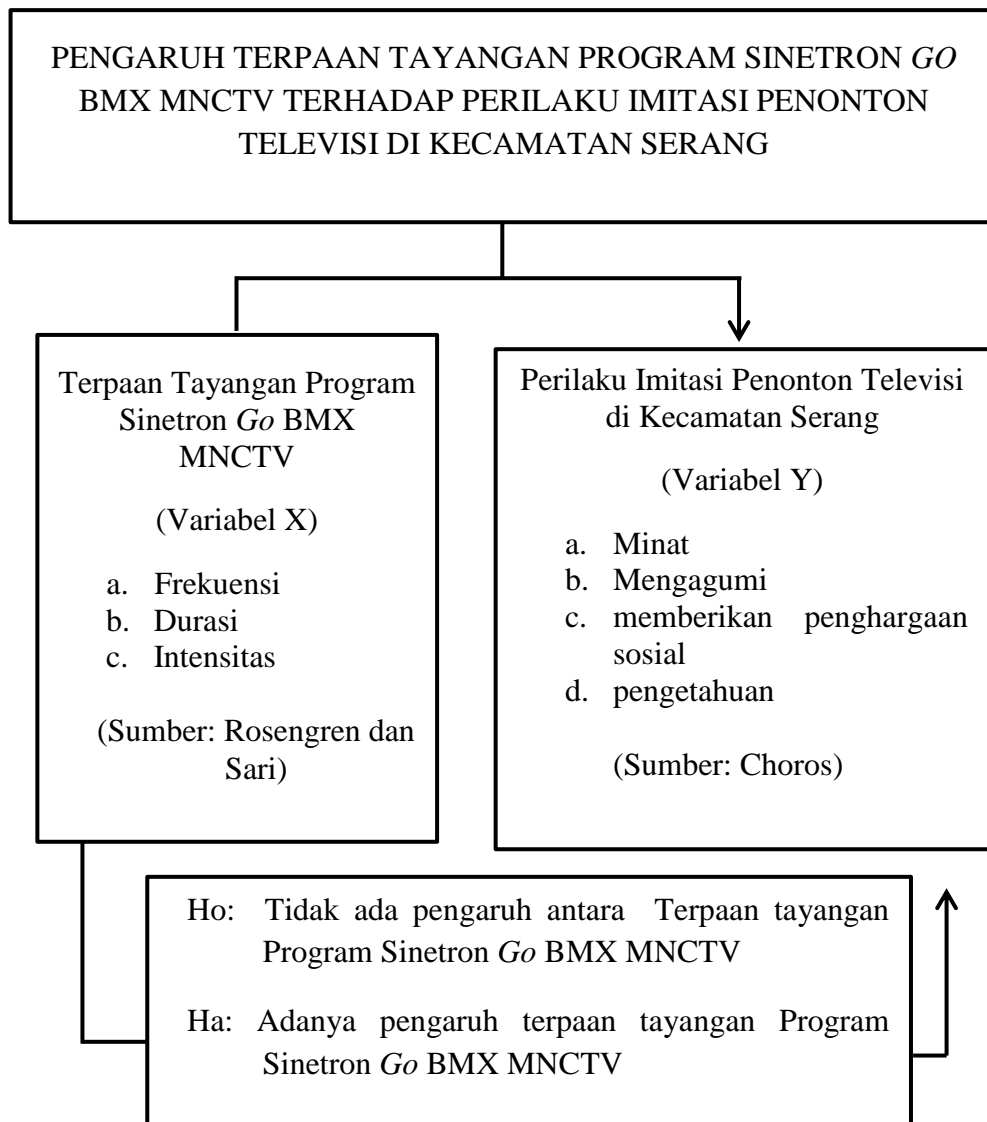 PENGARUH TERPAAN TAYANGAN PROGRAM SINETRON GO
BMX MNCTV TERHADAP PERILAKU IMITASI PENONTON
TELEVISI DI KECAMATAN SERANG
Terpaan Tayangan Program
Sinetron Go BMX
MNCTV
(Variabel X)
a. Frekuensi
b. Durasi
c. Intensitas
(Sumber: Rosengren dan
Sari)
Perilaku Imitasi Penonton Televisi
di Kecamatan Serang
(Variabel Y)
a. Minat
b. Mengagumi
c. memberikan penghargaan
sosial
d. pengetahuan
(Sumber: Choros)
Ho: Tidak ada pengaruh antara Terpaan tayangan
Program Sinetron Go BMX MNCTV
Ha: Adanya pengaruh terpaan tayangan Program
Sinetron Go BMX MNCTV